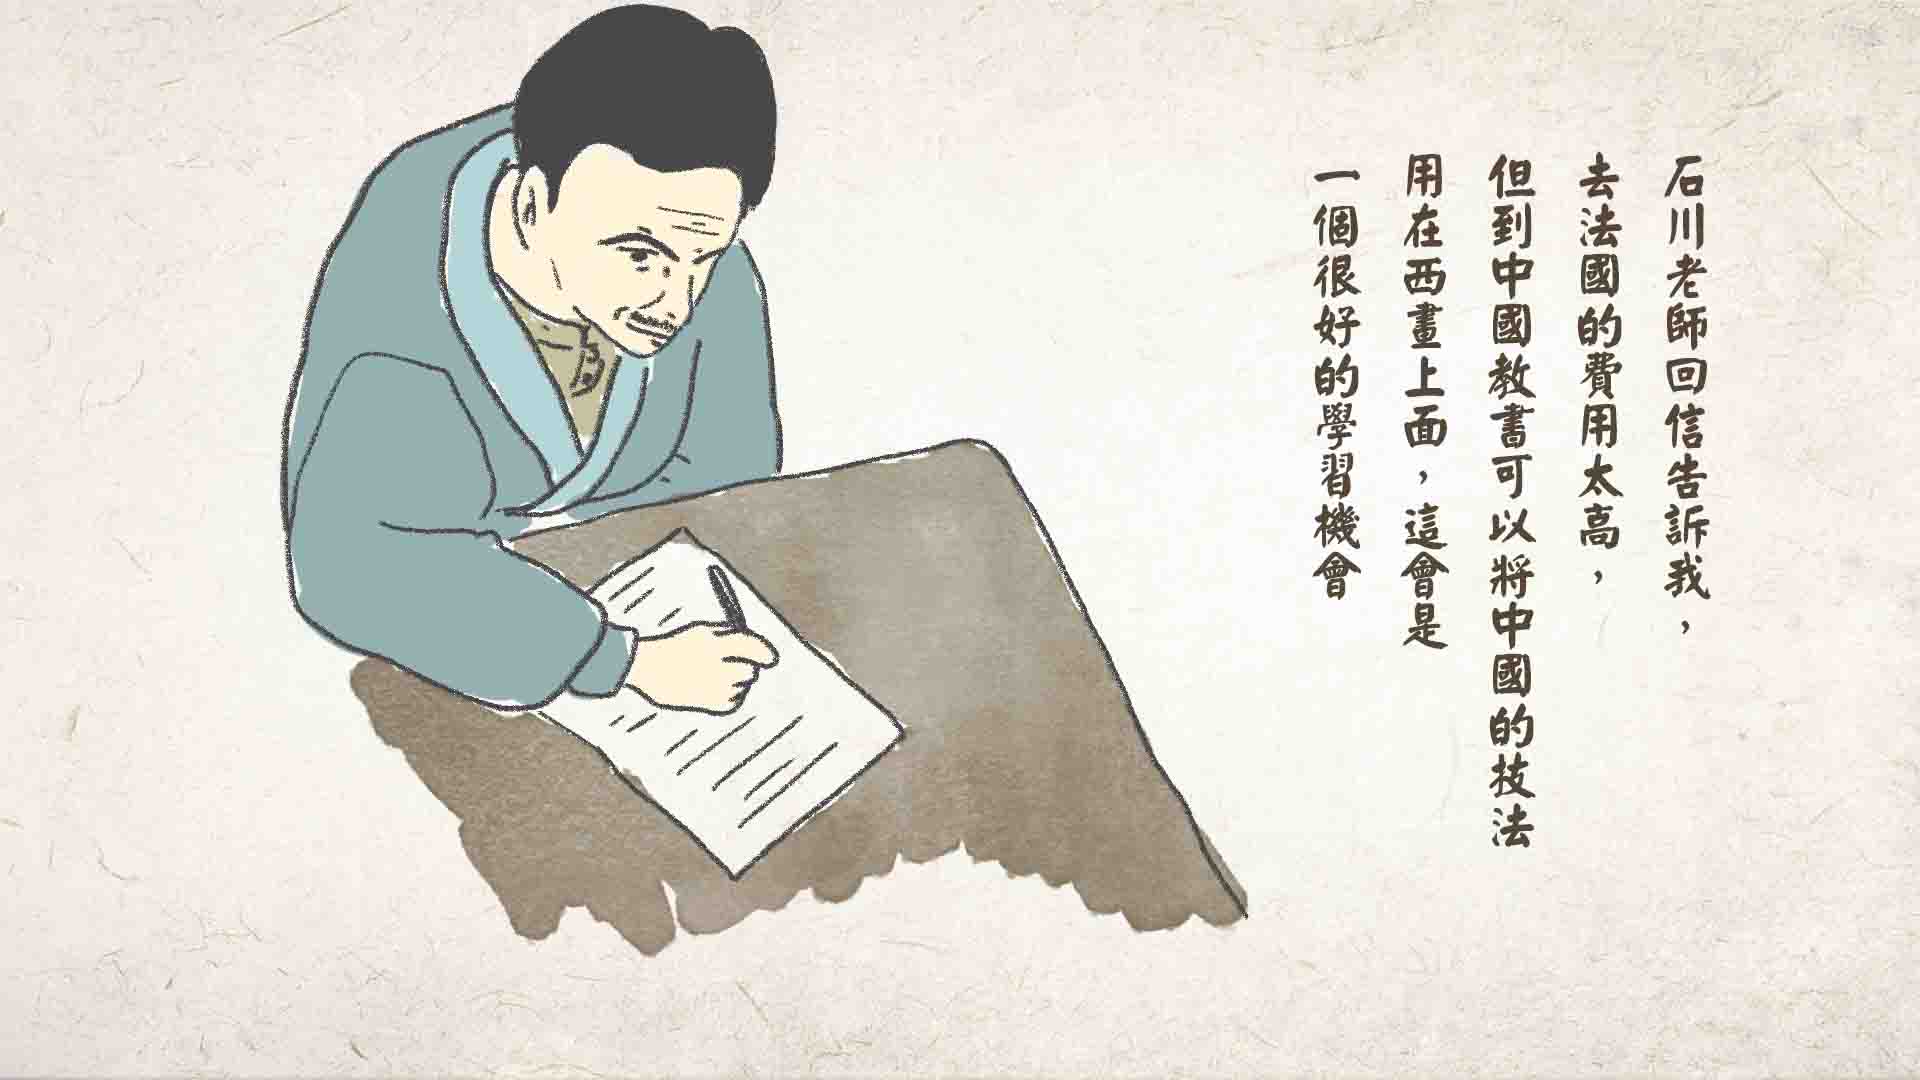 石川老師回信告訴我，
去法國的費用太高，
但到中國教書可以將中國的技法
用在西畫上面，這會是
一個很好的學習機會